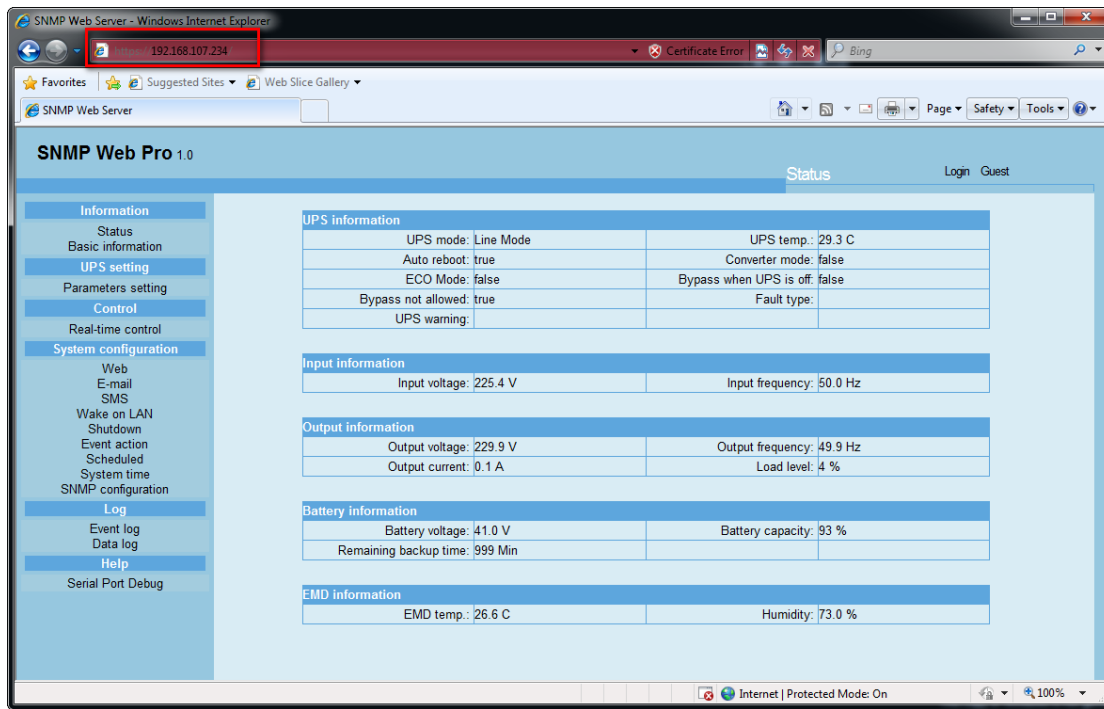 SNMP Web Server - Windows Internet Explorer
https://192.168.107.234/
Certificate Error
Bing
Favorites Suggested Sites Web Slice Gallery
SNMP Web Server
Page Safety Tools
SNMP Web Pro 1.0
Status Login Guest
Information
Status
Basic information
UPS setting
Parameters setting
Control
Real-time control
System configuration
Web
E-mail
SMS
Wake on LAN
Shutdown
Event action
Scheduled
System time
SNMP configuration
Log
Event log
Data log
Help
Serial Port Debug
UPS information
UPS mode: Line Mode UPS temp.: 29.3 C
Auto reboot: true Converter mode: false
ECO Mode: false Bypass when UPS is off: false
Bypass not allowed: true Fault type:
UPS warning:
Input information
Input voltage: 225.4 V Input frequency: 50.0 Hz
Output information
Output voltage: 229.9 V Output frequency: 49.9 Hz
Output current: 0.1 A Load level: 4 %
Battery information
Battery voltage: 41.0 V Battery capacity: 93 %
Remaining backup time: 999 Min
EMD information
EMD temp.: 26.6 C Humidity: 73.0 %
Internet | Protected Mode: On 100%